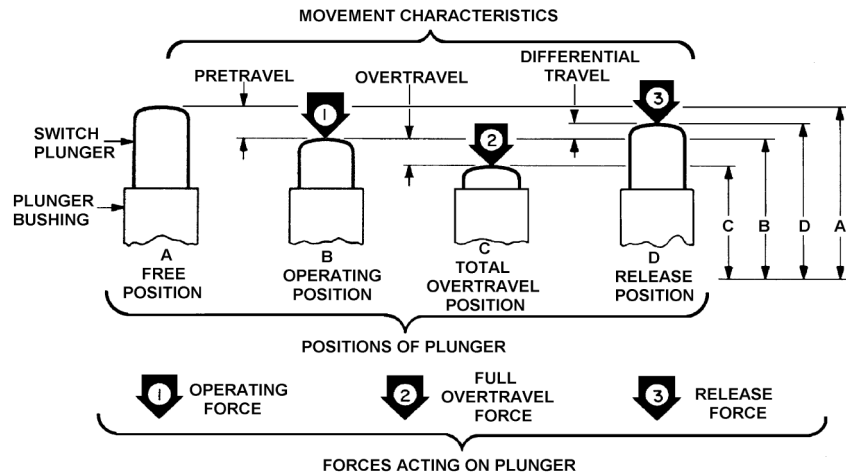 MOVEMENT CHARACTERISTICS
PRETRAVEL
OVERTRAVEL
DIFFERENTIAL
TRAVEL
1
2
3
SWITCH
PLUNGER
PLUNGER
BUSHING
A
FREE
POSITION
B
OPERATING
POSITION
C
TOTAL
OVERTRAVEL
POSITION
D
RELEASE
POSITION
C
B
D
A
POSITIONS OF PLUNGER
1
OPERATING
FORCE
2
FULL
OVERTRAVEL
FORCE
3
RELEASE
FORCE
FORCES ACTING ON PLUNGER